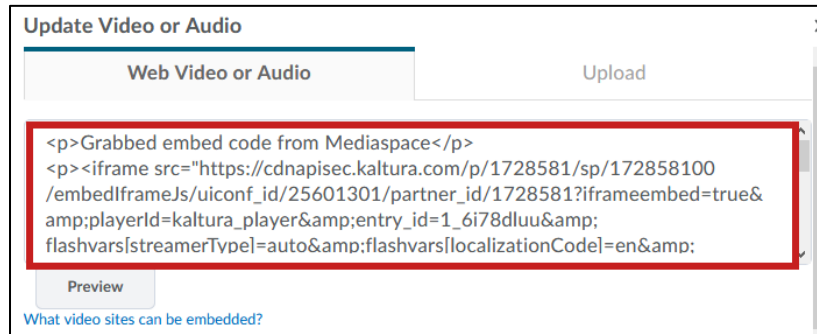 Update Video or Audio
Web Video or Audio
Upload
<p>Grabbed embed code from Mediaspace</p>
<p><iframe src="https://cdnapisec.kaltura.com/p/1728581/sp/172858100
/embedIframeJs/uiconf_id/25601301/partner_id/1728581?iframeembed=true&
amp;playerId=kaltura_player&amp;entry_id=1_6i78dluu&amp;
flashvars[streamerType]=auto&amp;flashvars[localizationCode]=en&amp;
Preview
What video sites can be embedded?